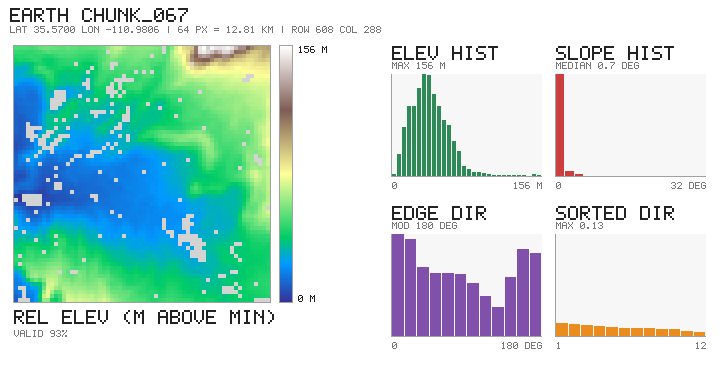 EARTH CHUNK_067
LAT 35.5700 LON -110.9806 | 64 PX = 12.81 KM | ROW 608 COL 288
156 M
0 M
REL ELEV (M ABOVE MIN)
VALID 93%
ELEV HIST
MAX 156 M
0 156 M
SLOPE HIST
MEDIAN 0.7 DEG
0 32 DEG
EDGE DIR
MOD 180 DEG
0 180 DEG
SORTED DIR
MAX 0.13
1 12